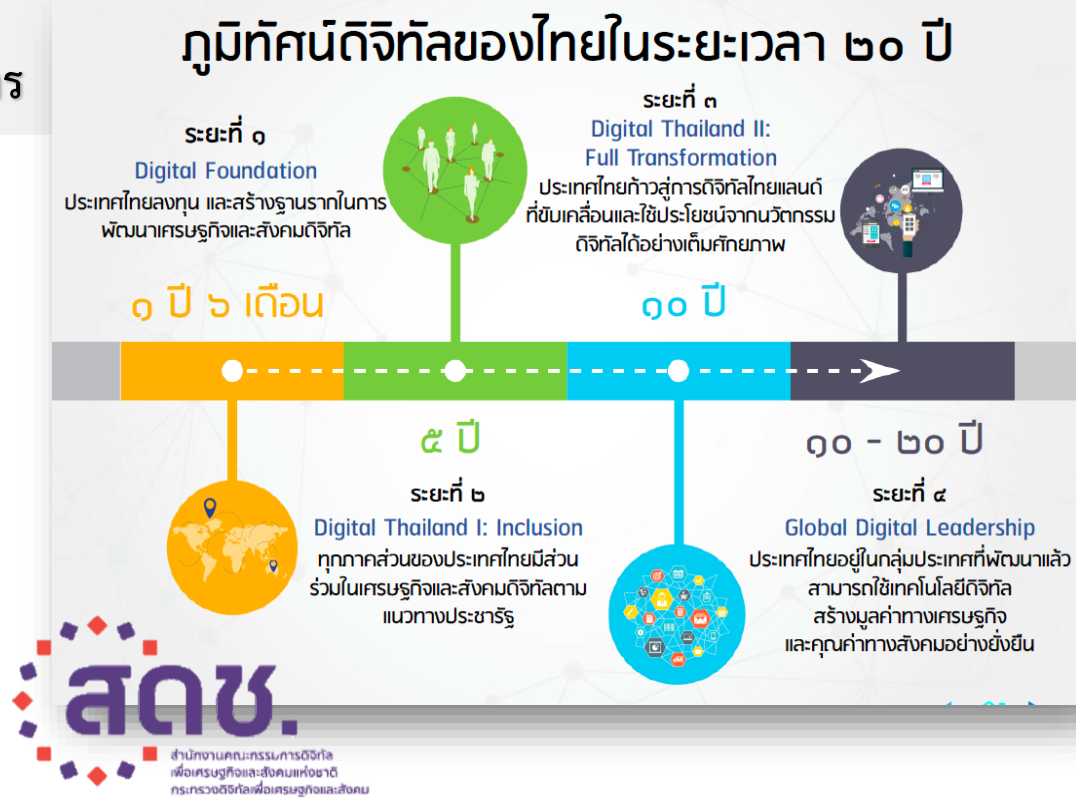 ภูมิทัศน์ดิจิทัลของไทยในระยะเวลา ๒๐ ปี
ระยะที่ ๑
Digital Foundation
ประเทศไทยลงทุน และสร้างฐานรากในการ
พัฒนาเศรษฐกิจและสังคมดิจิทัล
๑ ปี ๖ เดือน
ระยะที่ ๓
Digital Thailand II:
Full Transformation
ประเทศไทยก้าวสู่การดิจิทัลไทยแลนด์
ที่ขับเคลื่อนและใช้ประโยชน์จากนวัตกรรม
ดิจิทัลได้อย่างเต็มศักยภาพ
๑๐ ปี
๕ ปี
ระยะที่ ๒
Digital Thailand I: Inclusion
ทุกภาคส่วนของประเทศไทยมีส่วน
ร่วมในเศรษฐกิจและสังคมดิจิทัลตาม
แนวทางประชารัฐ
๑๐ - ๒๐ ปี
ระยะที่ ๔
Global Digital Leadership
ประเทศไทยอยู่ในกลุ่มประเทศที่พัฒนาแล้ว
สามารถใช้เทคโนโลยีดิจิทัล
สร้างมูลค่าทางเศรษฐกิจ
และคุณค่าทางสังคมอย่างยั่งยืน
สดช.
สำนักงานคณะกรรมการดิจิทัล
เพื่อเศรษฐกิจและสังคมแห่งชาติ
กระทรวงดิจิทัลเพื่อเศรษฐกิจและสังคม